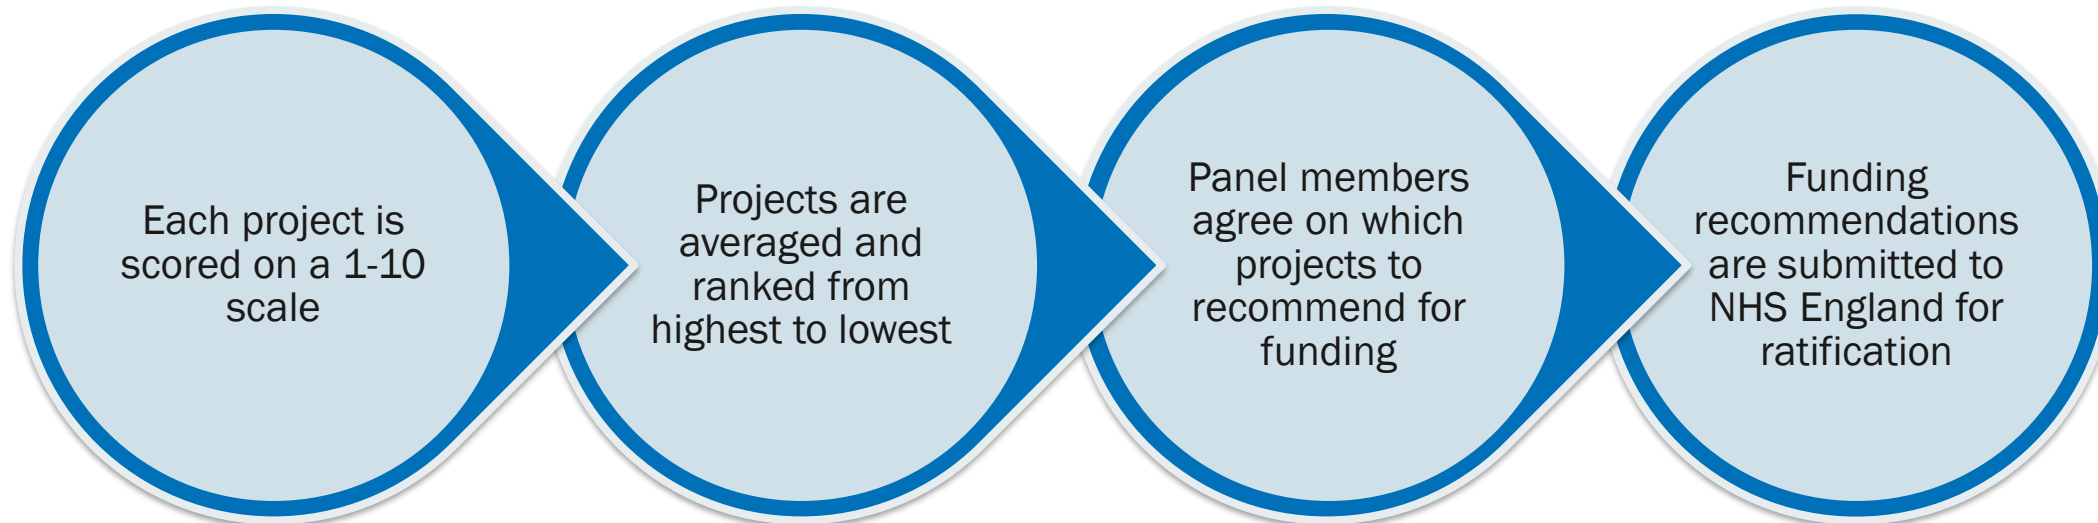 Each project is
scored on a 1-10
scale
Projects are
averaged and
ranked from
highest to lowest
Panel members
agree on which
projects to
recommend for
funding
Funding
recommendations
are submitted to
NHS England for
ratification